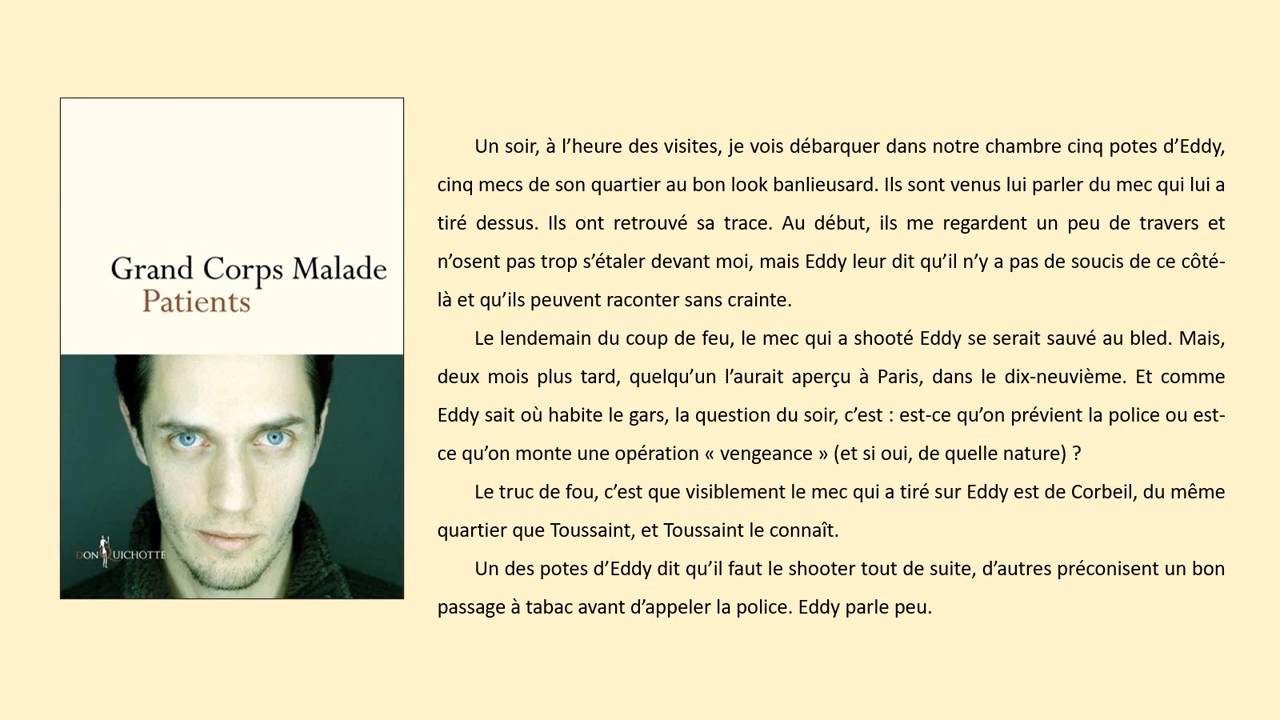 Grand Corps Malade
Patients
DON QUICHOTTE
Un soir, à l’heure des visites, je vois débarquer dans notre chambre cinq potes d’Eddy,
cinq mecs de son quartier au bon look banlieusard. Ils sont venus lui parler du mec qui lui a
tiré dessus. Ils ont retrouvé sa trace. Au début, ils me regardent un peu de travers et
n’osent pas trop s’étaler devant moi, mais Eddy leur dit qu’il n’y a pas de soucis de ce côté-
là et qu’ils peuvent raconter sans crainte.
Le lendemain du coup de feu, le mec qui a shooté Eddy se serait sauvé au bled. Mais,
deux mois plus tard, quelqu’un l’aurait aperçu à Paris, dans le dix-neuvième. Et comme
Eddy sait où habite le gars, la question du soir, c’est : est-ce qu’on prévient la police ou est-
ce qu’on monte une opération « vengeance » (et si oui, de quelle nature) ?
Le truc de fou, c’est que visiblement le mec qui a tiré sur Eddy est de Corbeil, du même
quartier que Toussaint, et Toussaint le connaît.
Un des potes d’Eddy dit qu’il faut le shooter tout de suite, d’autres préconisent un bon
passage à tabac avant d’appeler la police. Eddy parle peu.